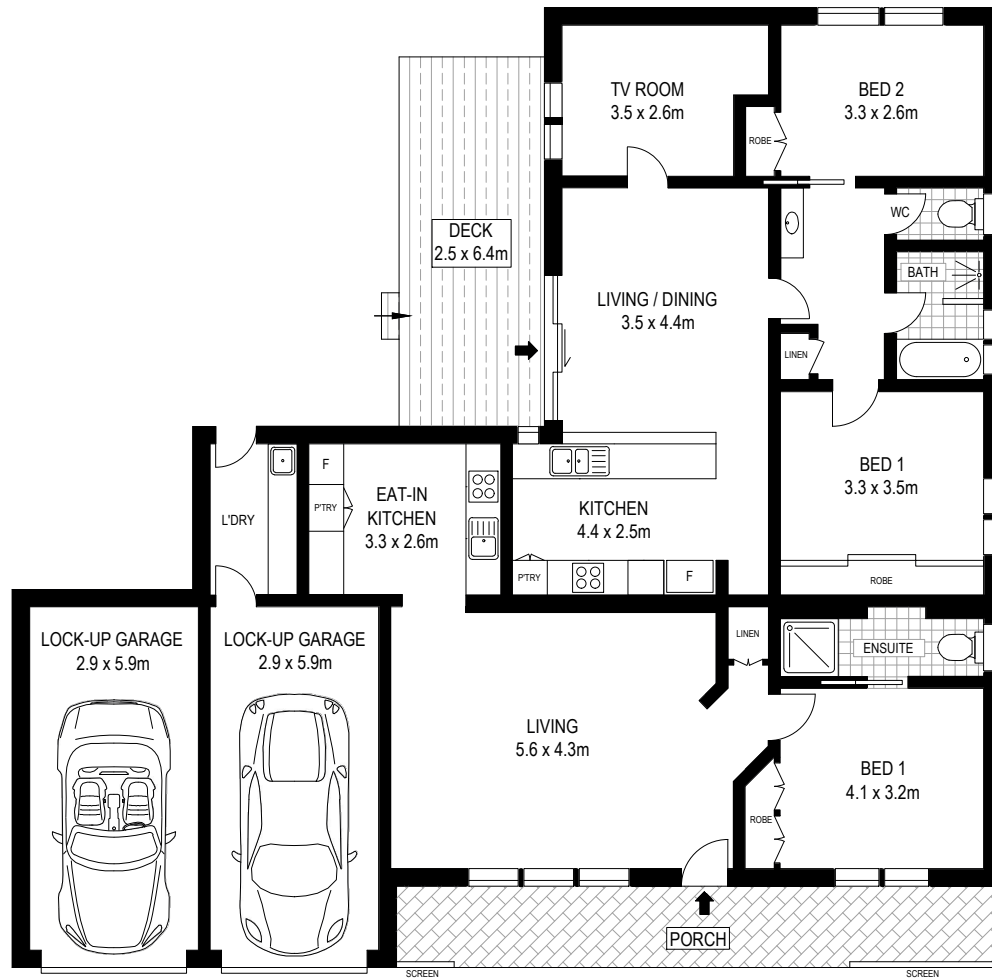 TV ROOM
3.5 x 2.6m
BED 2
3.3 x 2.6m
ROBE
WC
DECK
2.5 x 6.4m
BATH
LIVING / DINING
3.5 x 4.4m
LINEN
F
P'TRY
EAT-IN
KITCHEN
3.3 x 2.6m
L'DRY
KITCHEN
4.4 x 2.5m
P'TRY
F
BED 1
3.3 x 3.5m
ROBE
LOCK-UP GARAGE
2.9 x 5.9m
LOCK-UP GARAGE
2.9 x 5.9m
LINEN
ENSUITE
LIVING
5.6 x 4.3m
BED 1
4.1 x 3.2m
ROBE
PORCH
SCREEN
SCREEN